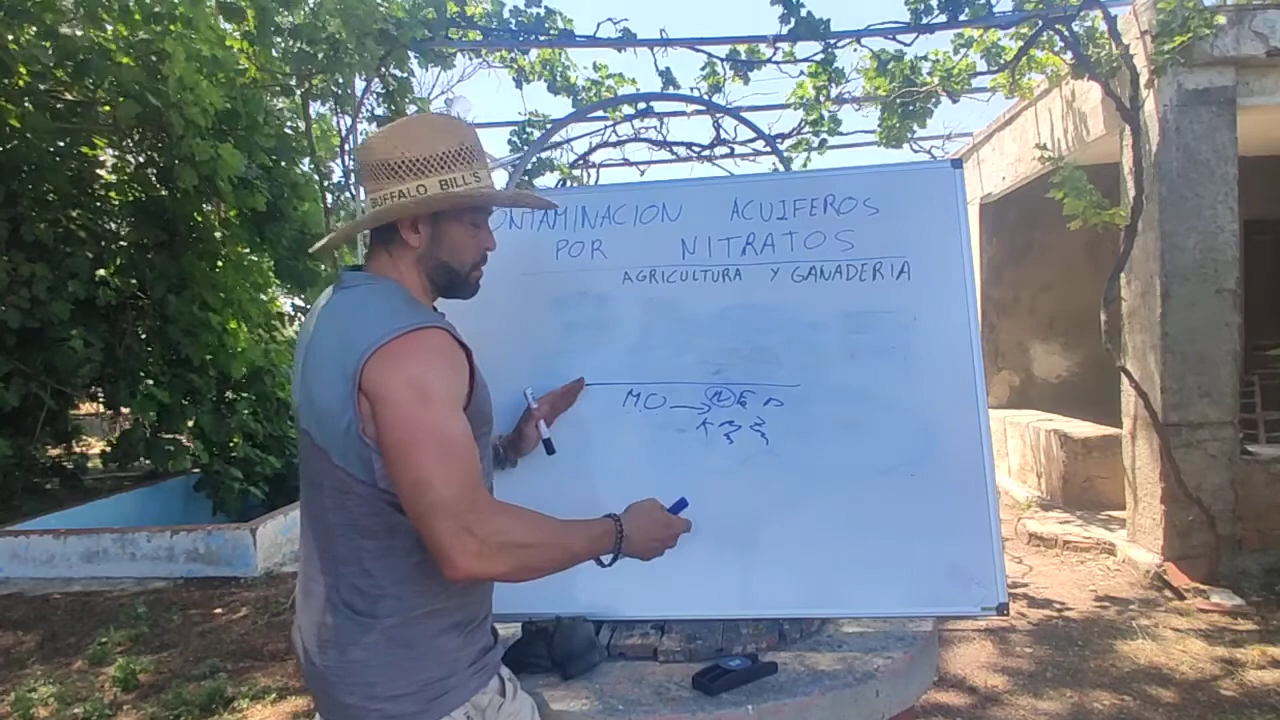 BUFFALO BILL'S
ONTAMINACION ACUIFEROS
POR NITRATOS
AGRICULTURA Y GANADERIA
M.O → N
K